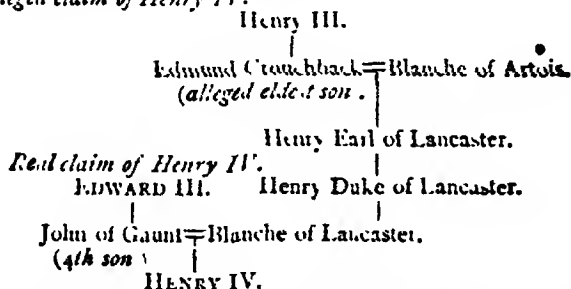 claim of Henry IV.
Henry III.
Edmund Crouchback=Blanche of Artois.
(alleged eldest son.
Henry Earl of Lancaster.
Real claim of Henry IV.
EDWARD III. Henry Duke of Lancaster.
John of Gaunt=Blanche of Lancaster.
(4th son)
HENRY IV.